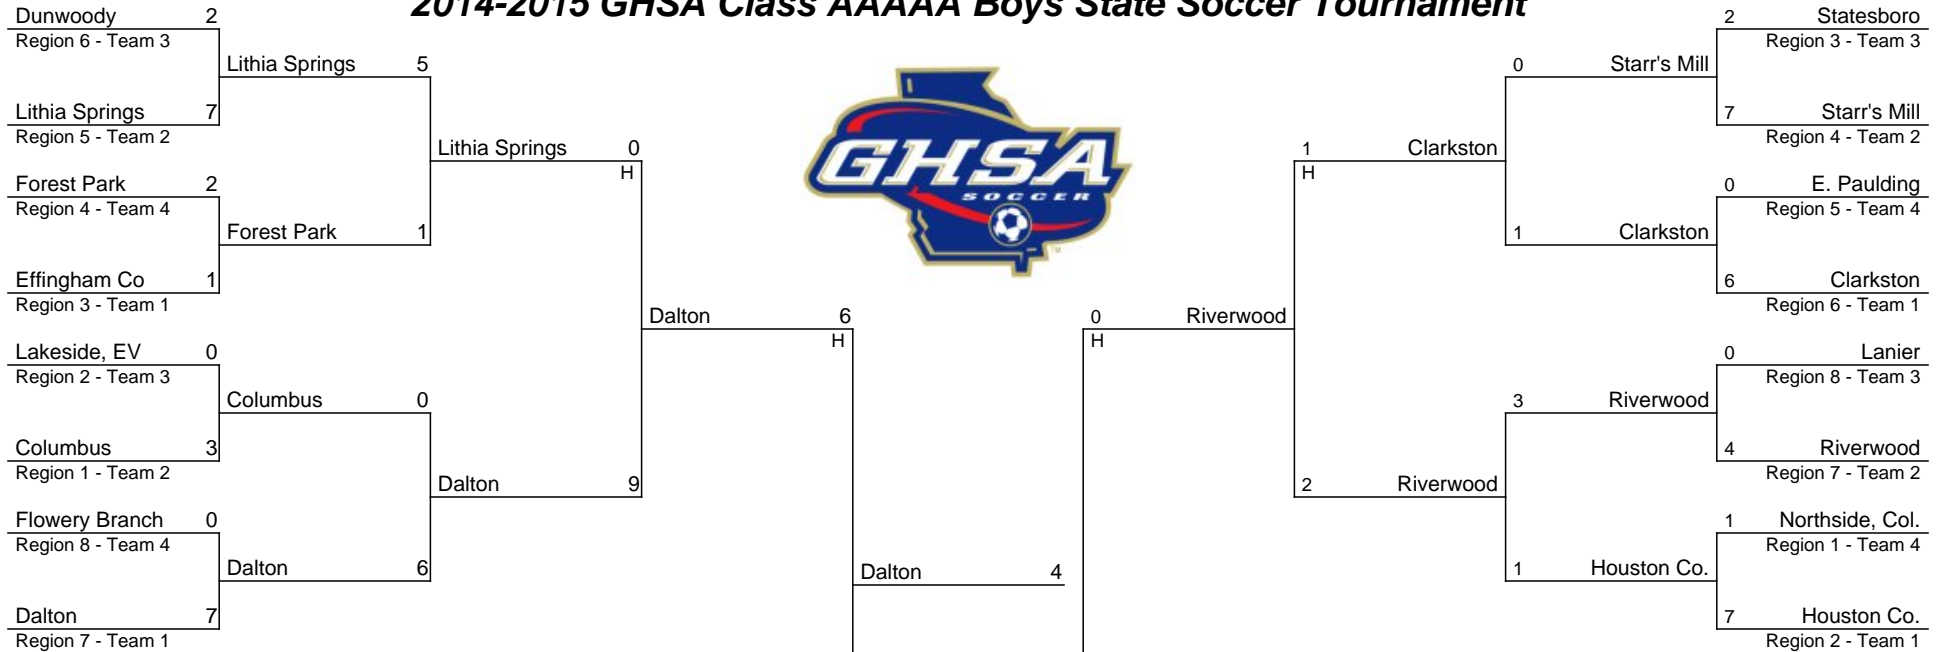 2014-2015 GHSA Class AAAAA Boys State Soccer Tournament
Dunwoody 2
Region 6 - Team 3
Lithia Springs 5
Lithia Springs 7
Region 5 - Team 2
Lithia Springs 0
H
Forest Park 2
Region 4 - Team 4
Forest Park 1
Effingham Co 1
Region 3 - Team 1
Dalton 6
H
Lakeside, EV 0
Region 2 - Team 3
Columbus 0
Columbus 3
Region 1 - Team 2
Dalton 9
Flowery Branch 0
Region 8 - Team 4
Dalton 6
Dalton 7
Region 7 - Team 1
Dalton 4
GHSA
SOCCER
TM
2 Statesboro
Region 3 - Team 3
0 Starr's Mill
7 Starr's Mill
Region 4 - Team 2
1 Clarkston
H
0 E. Paulding
Region 5 - Team 4
1 Clarkston
6 Clarkston
Region 6 - Team 1
0 Riverwood
H
0 Lanier
Region 8 - Team 3
3 Riverwood
4 Riverwood
Region 7 - Team 2
2 Riverwood
1 Northside, Col.
Region 1 - Team 4
1 Houston Co.
7 Houston Co.
Region 2 - Team 1